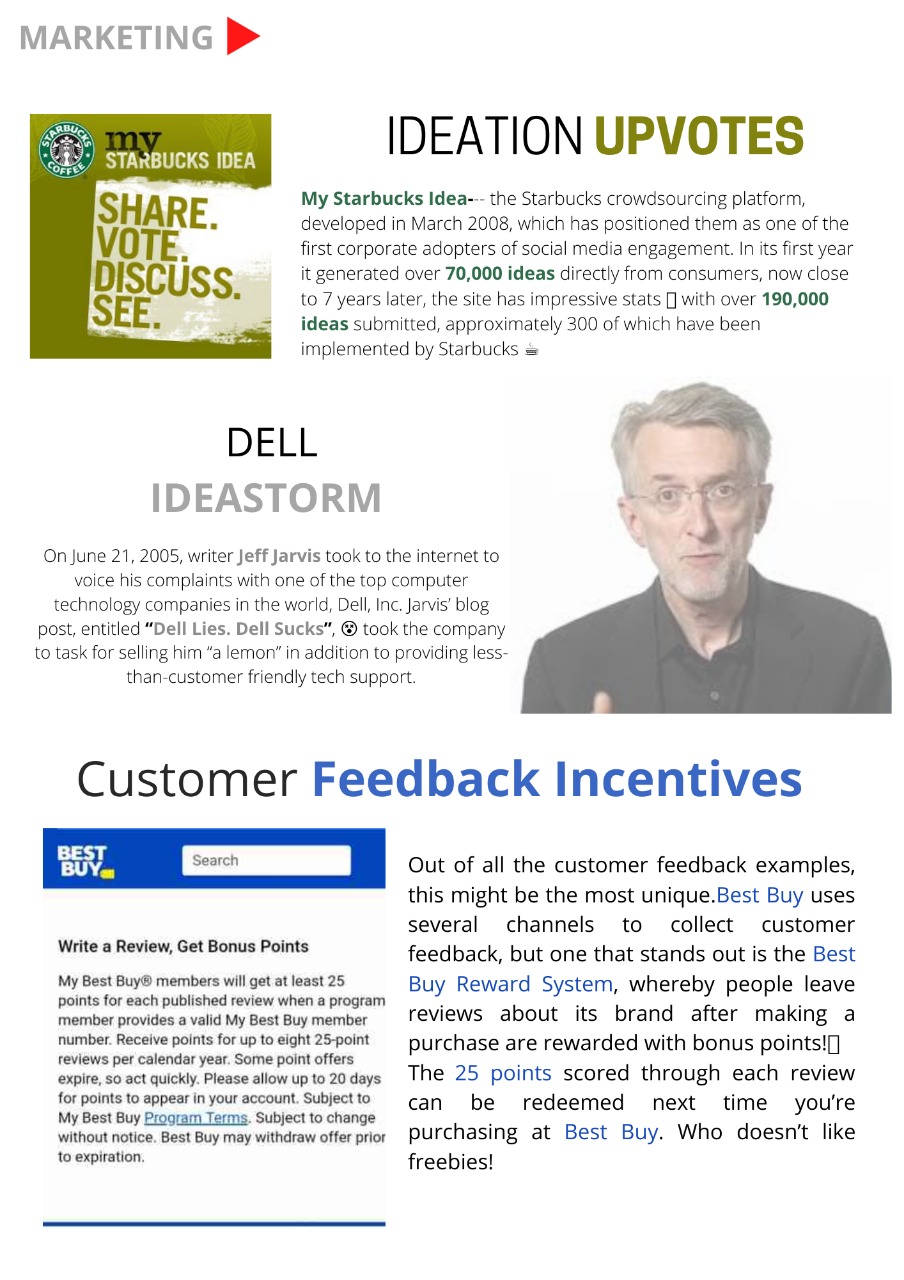 MARKETING
STARBUCKS COFFEE
my
STARBUCKS IDEA
SHARE.
VOTE.
DISCUSS.
SEE.
IDEATION UPVOTES
My Starbucks Idea--- the Starbucks crowdsourcing platform,
developed in March 2008, which has positioned them as one of the
first corporate adopters of social media engagement. In its first year
it generated over 70,000 ideas directly from consumers, now close
to 7 years later, the site has impressive stats ▯ with over 190,000
ideas submitted, approximately 300 of which have been
implemented by Starbucks ☕
DELL
IDEASTORM
On June 21, 2005, writer Jeff Jarvis took to the internet to
voice his complaints with one of the top computer
technology companies in the world, Dell, Inc. Jarvis’ blog
post, entitled “Dell Lies. Dell Sucks”, 😲 took the company
to task for selling him “a lemon” in addition to providing less-
than-customer friendly tech support.
Customer Feedback Incentives
BEST
BUY
Search
Write a Review, Get Bonus Points
My Best Buy® members will get at least 25
points for each published review when a program
member provides a valid My Best Buy member
number. Receive points for up to eight 25-point
reviews per calendar year. Some point offers
expire, so act quickly. Please allow up to 20 days
for points to appear in your account. Subject to
My Best Buy Program Terms. Subject to change
without notice. Best Buy may withdraw offer prior
to expiration.
Out of all the customer feedback examples,
this might be the most unique.Best Buy uses
several channels to collect customer
feedback, but one that stands out is the Best
Buy Reward System, whereby people leave
reviews about its brand after making a
purchase are rewarded with bonus points!▯
The 25 points scored through each review
can be redeemed next time you’re
purchasing at Best Buy. Who doesn’t like
freebies!